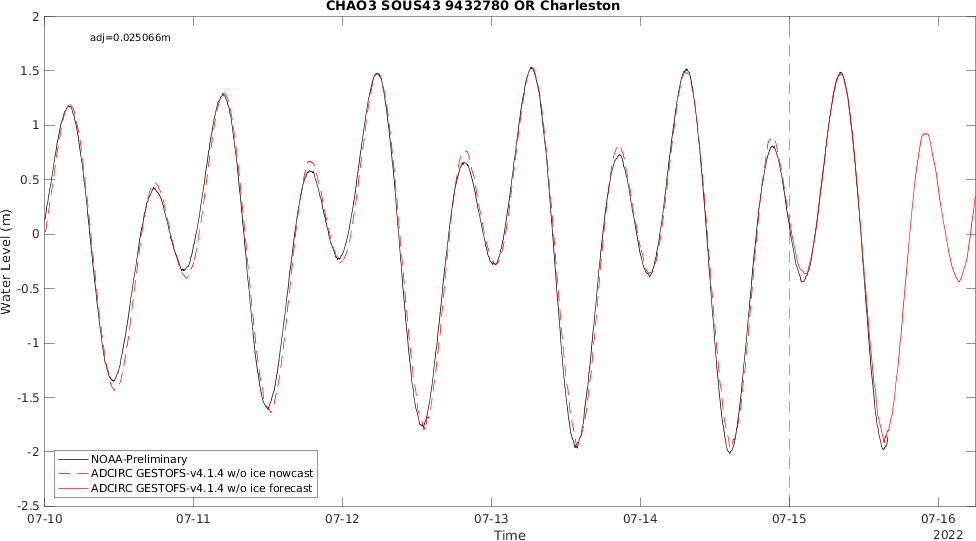 CHAO3 SOUS43 9432780 OR Charleston
adj=0.025066m
2
1.5
1
0.5
0
-0.5
-1
-1.5
-2
-2.5
Water Level (m)
NOAA-Preliminary
ADCIRC GESTOFS-v4.1.4 w/o ice nowcast
ADCIRC GESTOFS-v4.1.4 w/o ice forecast
07-10 07-11 07-12 07-13 07-14 07-15 07-16
Time
2022